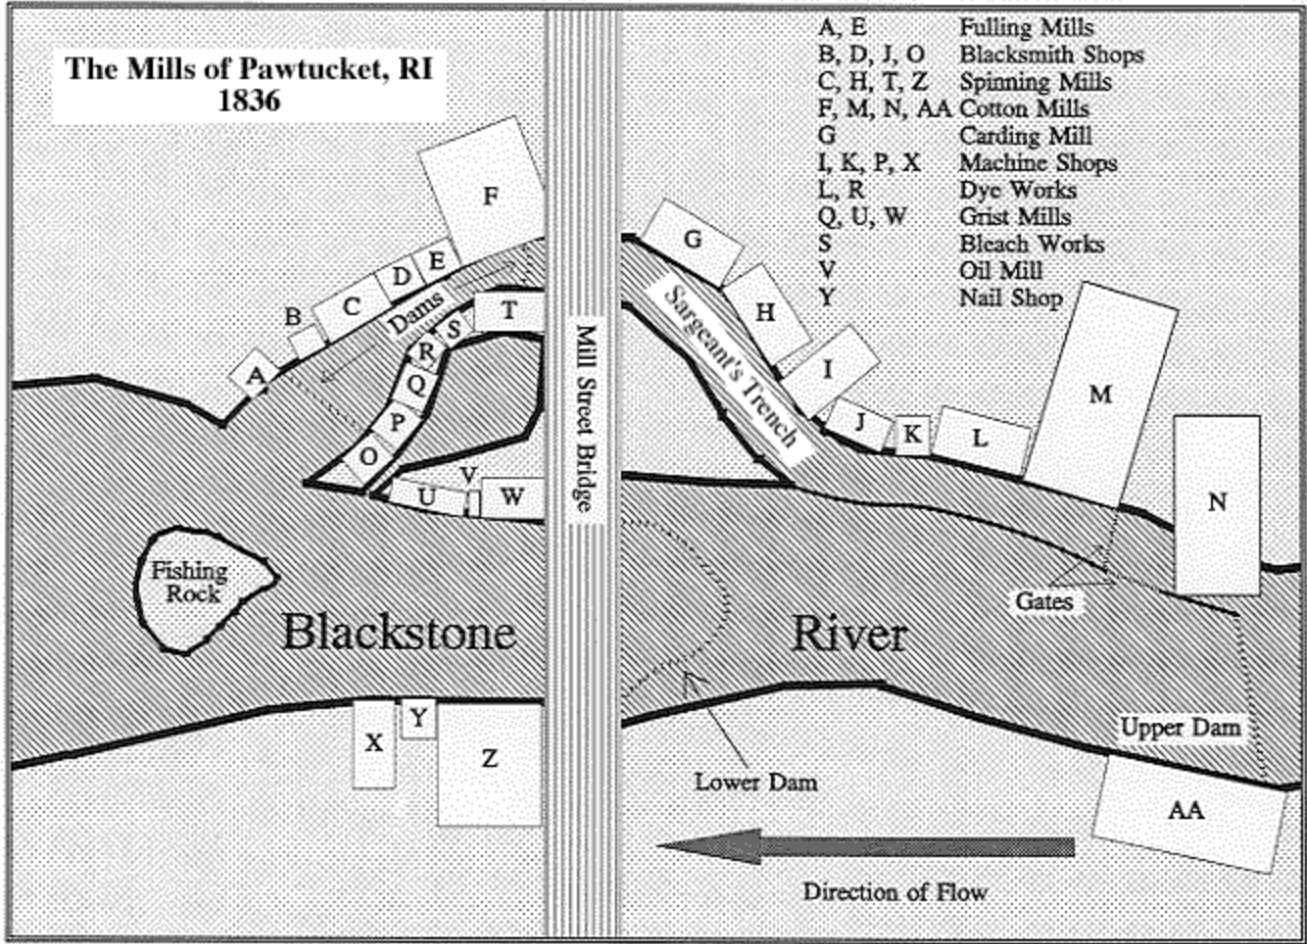 The Mills of Pawtucket, RI
1836
A, E Fulling Mills
B, D, J, O Blacksmith Shops
C, H, T, Z Spinning Mills
F, M, N, AA Cotton Mills
G Carding Mill
I, K, P, X Machine Shops
L, R Dye Works
Q, U, W Grist Mills
S Bleach Works
V Oil Mill
Y Nail Shop
F
E
D
C
B
A
Dams
T
S
R
Q
P
O
V
U
W
Mill Street Bridge
G
H
I
J
K
L
M
N
Sargeant's Trench
Gates
Fishing
Rock
Blackstone
River
X
Y
Z
Upper Dam
Lower Dam
AA
Direction of Flow